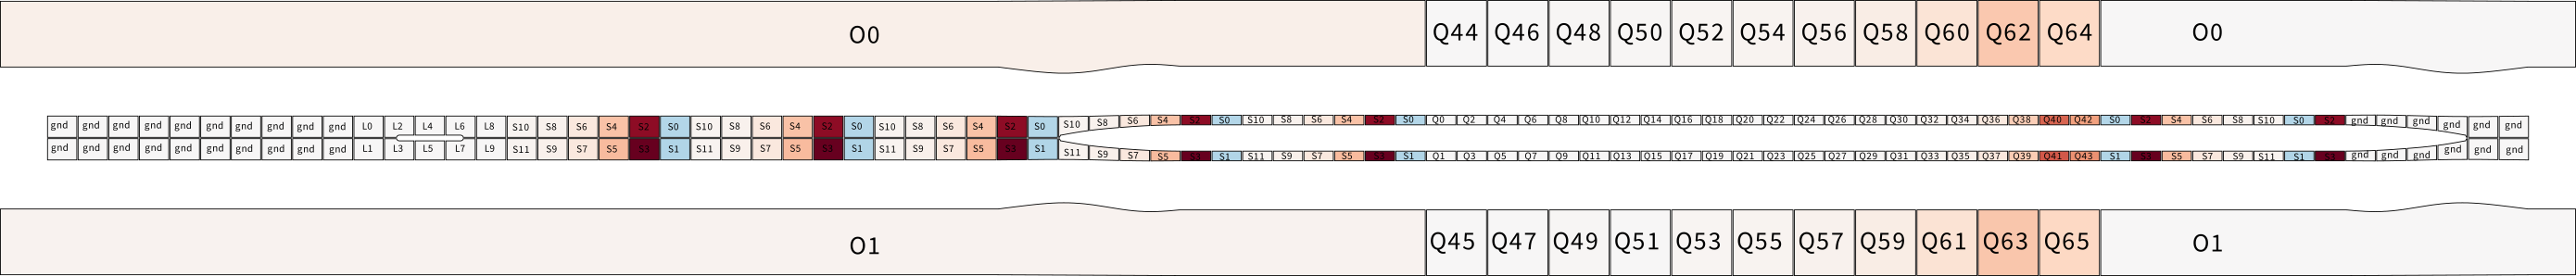 O0 Q44 Q46 Q48 Q50 Q52 Q54 Q56 Q58 Q60 Q62 Q64 O0
gnd gnd gnd gnd gnd gnd gnd gnd gnd gnd L0 L2 L4 L6 L8 S10 S8 S6 S4 S2 S0 S10 S8 S6 S4 S2 S0 S10 S8 S6 S4 S2 S0 S10 S8 S6 S4 S2 S0 S10 S8 S6 S4 S2 S0 Q0 Q2 Q4 Q6 Q8 Q10 Q12 Q14 Q16 Q18 Q20 Q22 Q24 Q26 Q28 Q30 Q32 Q34 Q36 Q38 Q40 Q42 S0 S2 S4 S6 S8 S10 S0 S2 gnd gnd gnd gnd gnd gnd
gnd gnd gnd gnd gnd gnd gnd gnd gnd gnd L1 L3 L5 L7 L9 S11 S9 S7 S5 S3 S1 S11 S9 S7 S5 S3 S1 S11 S9 S7 S5 S3 S1 S11 S9 S7 S5 S3 S1 S11 S9 S7 S5 S3 S1 Q1 Q3 Q5 Q7 Q9 Q11 Q13 Q15 Q17 Q19 Q21 Q23 Q25 Q27 Q29 Q31 Q33 Q35 Q37 Q39 Q41 Q43 S1 S3 S5 S7 S9 S11 S1 S3 gnd gnd gnd gnd gnd gnd
O1 Q45 Q47 Q49 Q51 Q53 Q55 Q57 Q59 Q61 Q63 Q65 O1